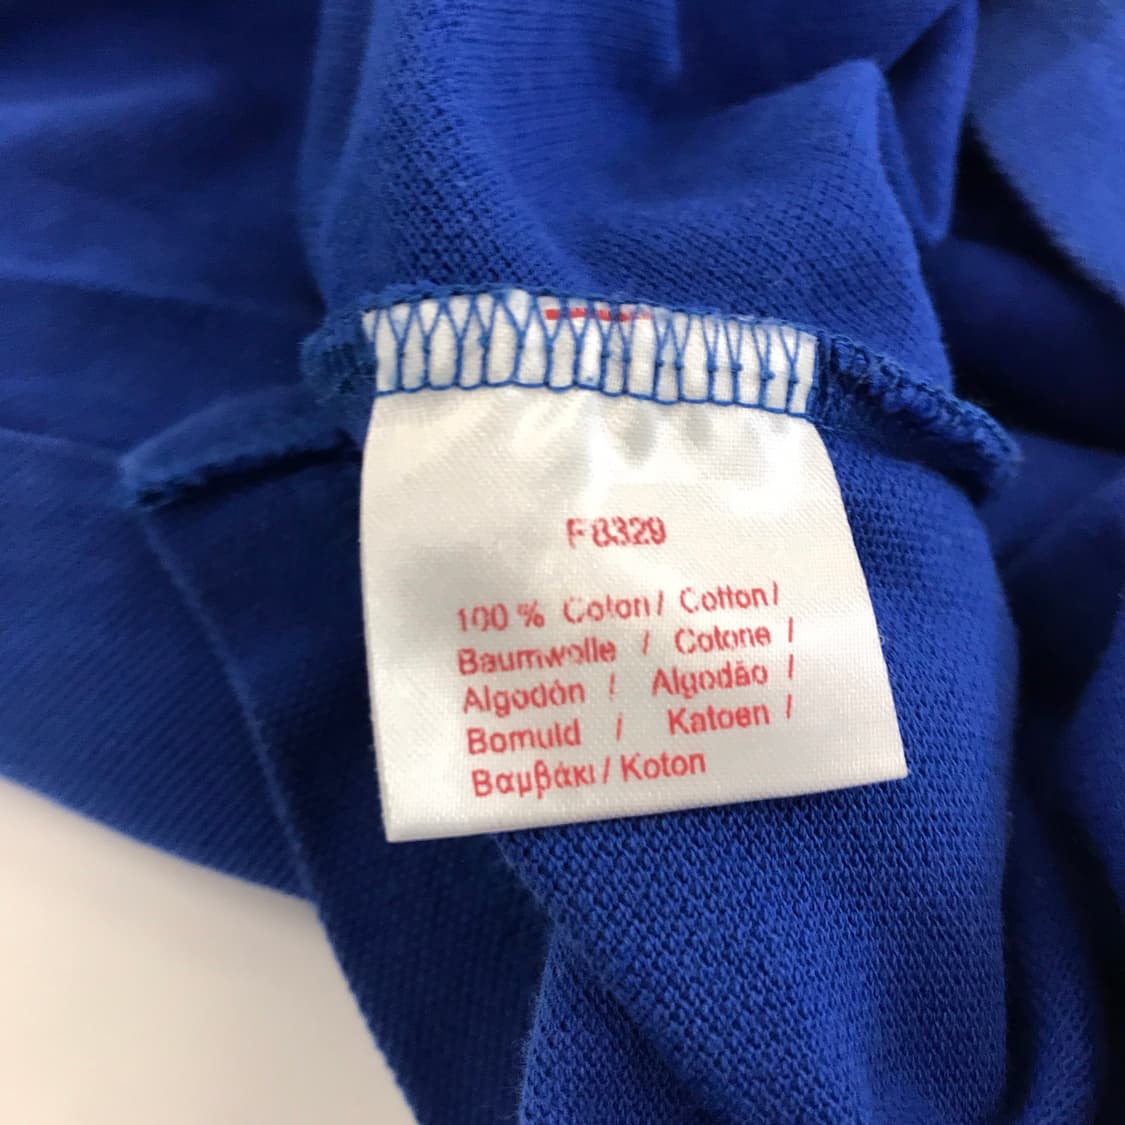 F8329
100 % Coton / Cotton /
Baumwolle / Cotone /
Algodón / Algodão /
Bomuld / Katoen /
Βαμβάκι / Koton